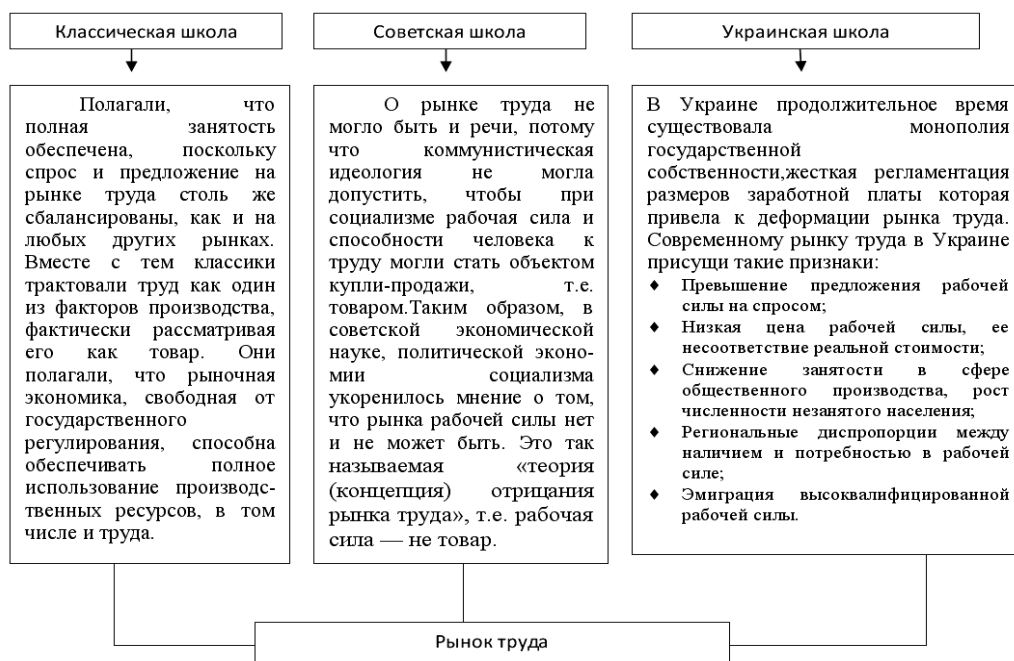 Классическая школа
Полагали, что
полная занятость
обеспечена, поскольку
спрос и предложение на
рынке труда столь же
сбалансированы, как и на
любых других рынках.
Вместе с тем классики
трактовали труд как один
из факторов производства,
фактически рассматривая
его как товар. Они
полагали, что рыночная
экономика, свободная от
государственного
регулирования, способна
обеспечивать полное
использование производс-
твенных ресурсов, в том
числе и труда.
Советская школа
О рынке труда не
могло быть и речи, потому
что коммунистическая
идеология не могла
допустить, чтобы при
социализме рабочая сила и
способности человека к
труду могли стать объектом
купли-продажи, т.е.
товаром.Таким образом, в
советской экономической
науке, политической эконо-
мии социализма
укоренилось мнение о том,
что рынка рабочей силы нет
и не может быть. Это так
называемая «теория
(концепция) отрицания
рынка труда», т.е. рабочая
сила — не товар.
Украинская школа
В Украине продолжительное время
существовала монополия
государственной
собственности,жесткая регламентация
размеров заработной платы которая
привела к деформации рынка труда.
Современному рынку труда в Украине
присущи такие признаки:
♦ Превышение предложения рабочей
силы на спросом;
♦ Низкая цена рабочей силы, ее
несоответствие реальной стоимости;
♦ Снижение занятости в сфере
общественного производства, рост
численности незанятого населения;
♦ Региональные диспропорции между
наличием и потребностью в рабочей
силе;
♦ Эмиграция высоквалифицированной
рабочей силы.
Рынок труда